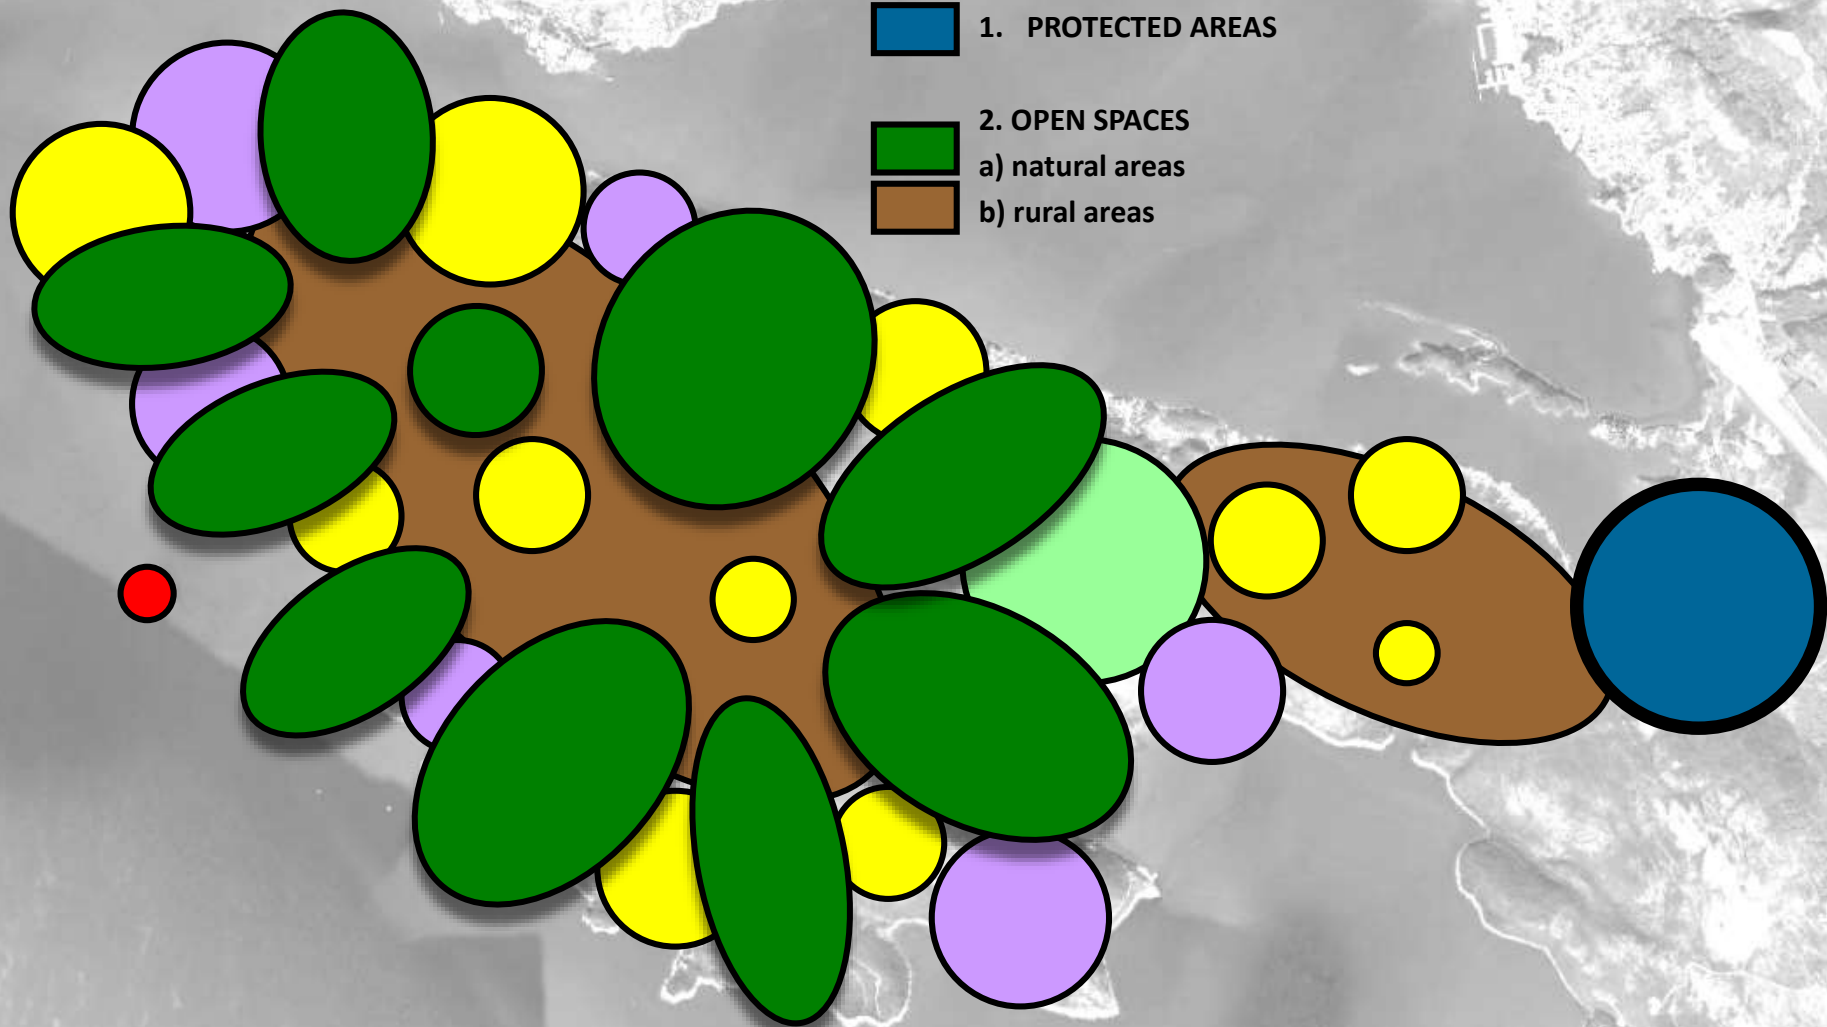 1. PROTECTED AREAS
2. OPEN SPACES
a) natural areas
b) rural areas